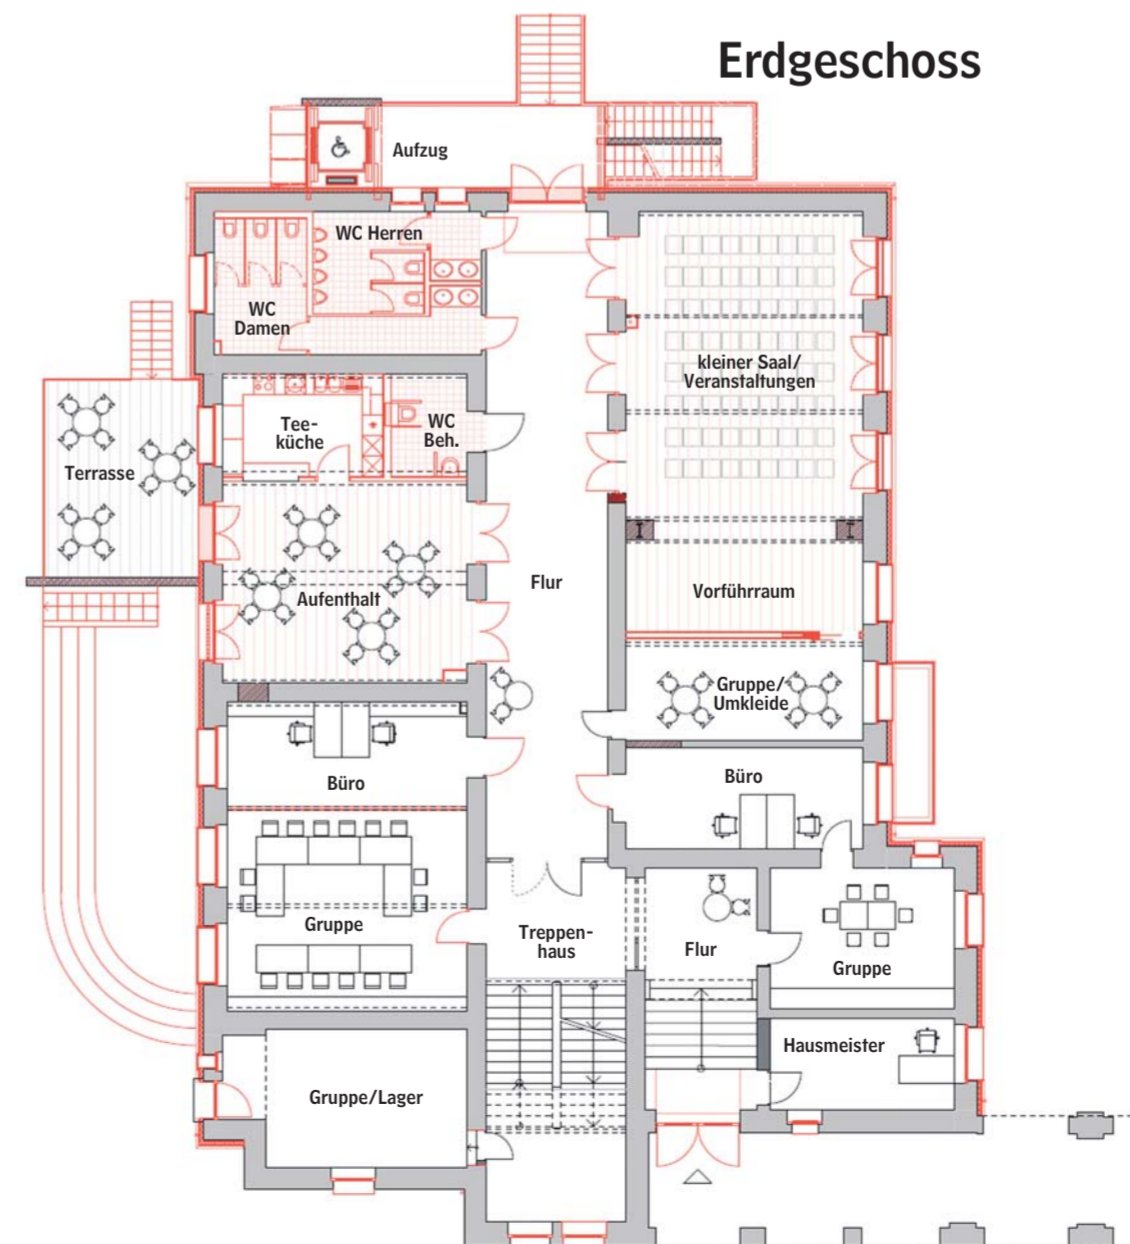 Erdgeschoss
Aufzug
WC Herren
WC
Damen
kleiner Saal/
Veranstaltungen
Tee-
küche
WC
Beh.
Terrasse
Flur
Aufenthalt
Vorführraum
Gruppe/
Umkleide
Büro
Büro
Gruppe
Treppen-
haus
Flur
Gruppe
Hausmeister
Gruppe/Lager